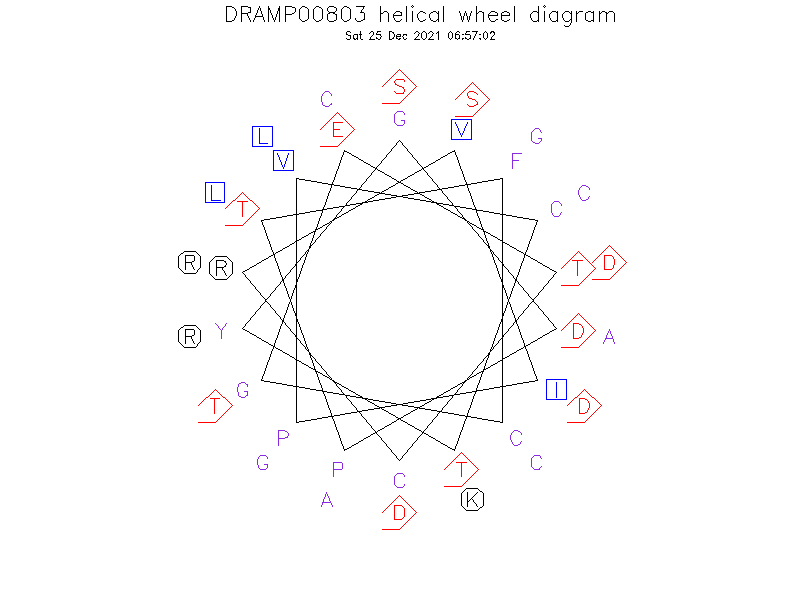 DRAMP00803 helical wheel diagram
Sat 25 Dec 2021 06:57:02
S
C S
E G V G
L V F
L T C C
R R T D
R Y D A
G I D
T
P C
G P T C
C
A K
D